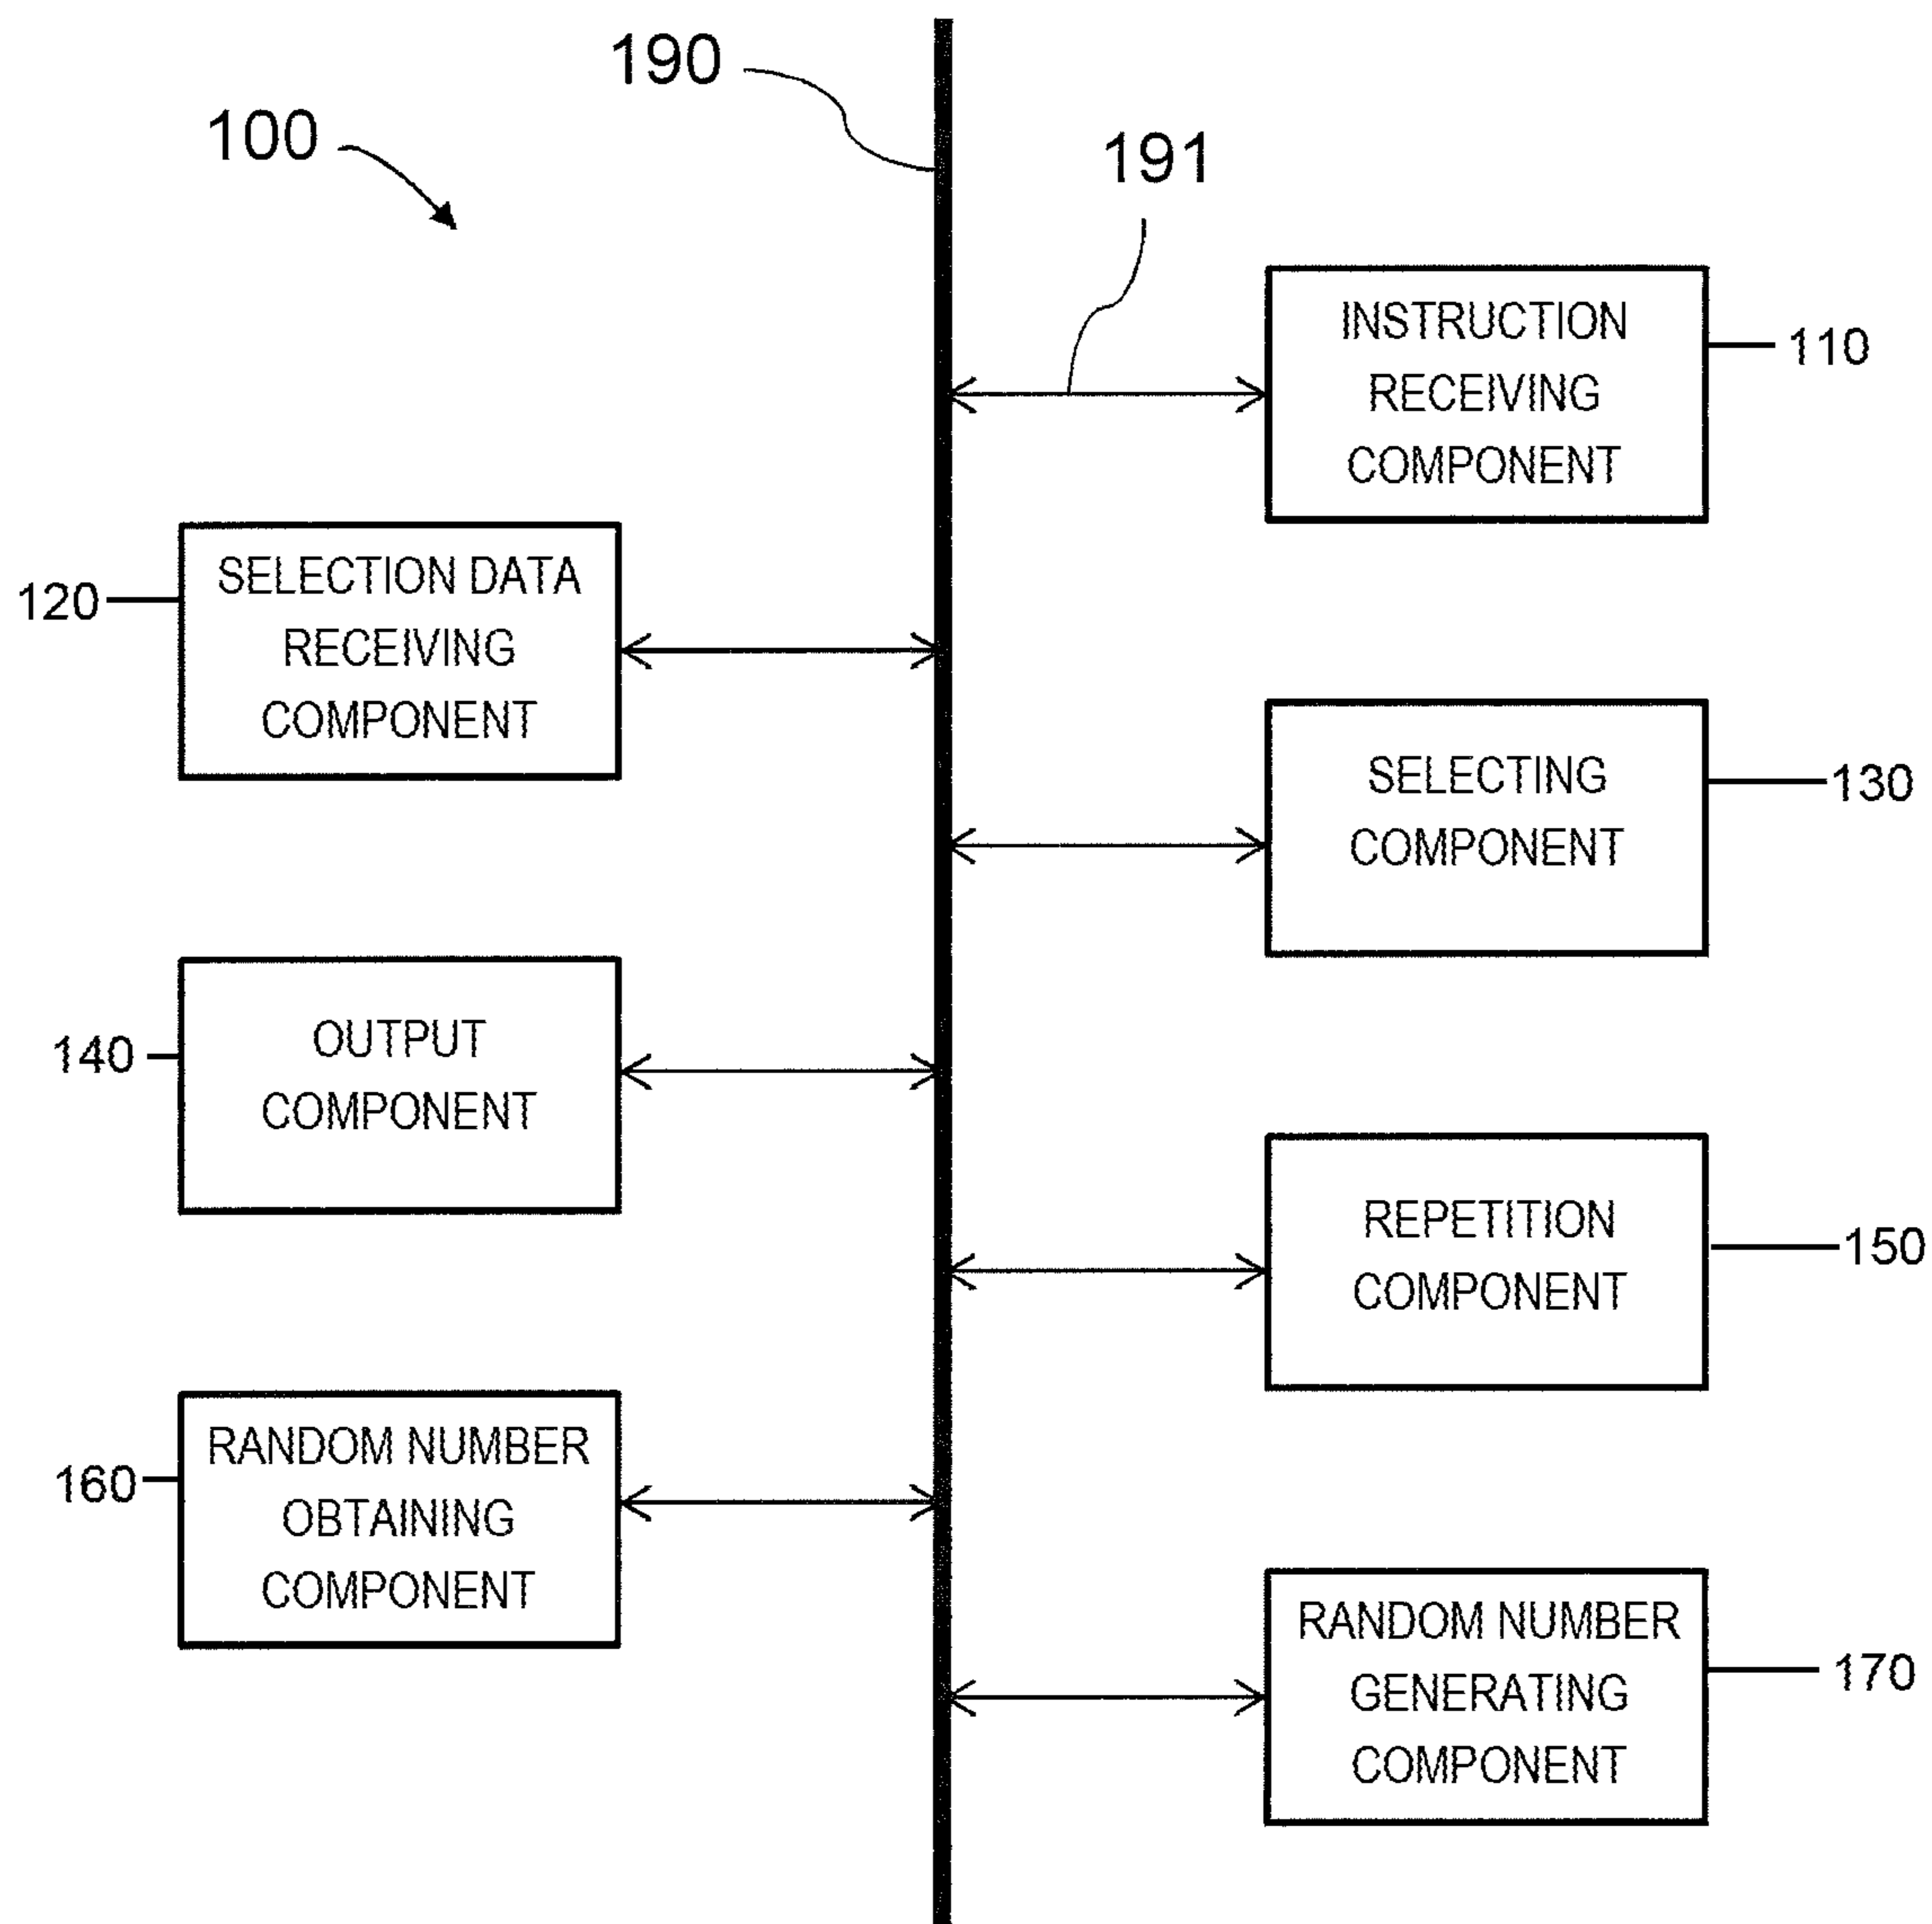 190
100
191
INSTRUCTION
RECEIVING
COMPONENT
110
120
SELECTION DATA
RECEIVING
COMPONENT
SELECTING
COMPONENT
130
140
OUTPUT
COMPONENT
REPETITION
COMPONENT
150
160
RANDOM NUMBER
OBTAINING
COMPONENT
RANDOM NUMBER
GENERATING
COMPONENT
170